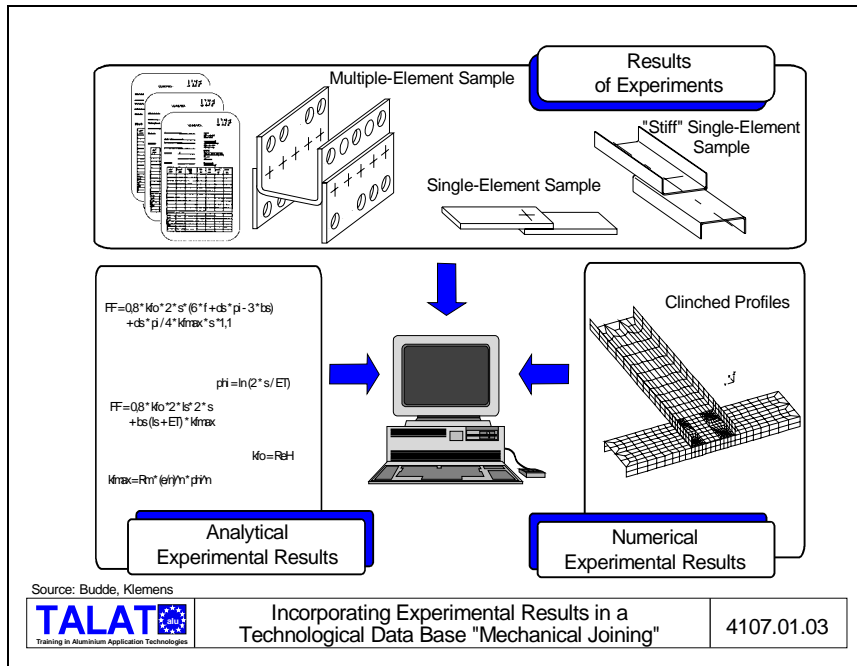 Results
of Experiments
Multiple-Element Sample
"Stiff" Single-Element
Sample
Single-Element Sample
FF=0,8*kfo*2*s*(6*f+ds*pi-3*bs)
+ds*pi/4*kfmax*s*1,1
phi=ln(2*s/ET)
FF=0,8*kfo*2*ls*2*s
+bs(ls+ET)*kfmax
kfo=ReH
kfmax=Rm*(e/n)^n*phi^n
Clinched Profiles
Analytical
Experimental Results
Numerical
Experimental Results
Source: Budde, Klemens
TALAT
alu
Training in Aluminium Application Technologies
Incorporating Experimental Results in a
Technological Data Base "Mechanical Joining"
4107.01.03